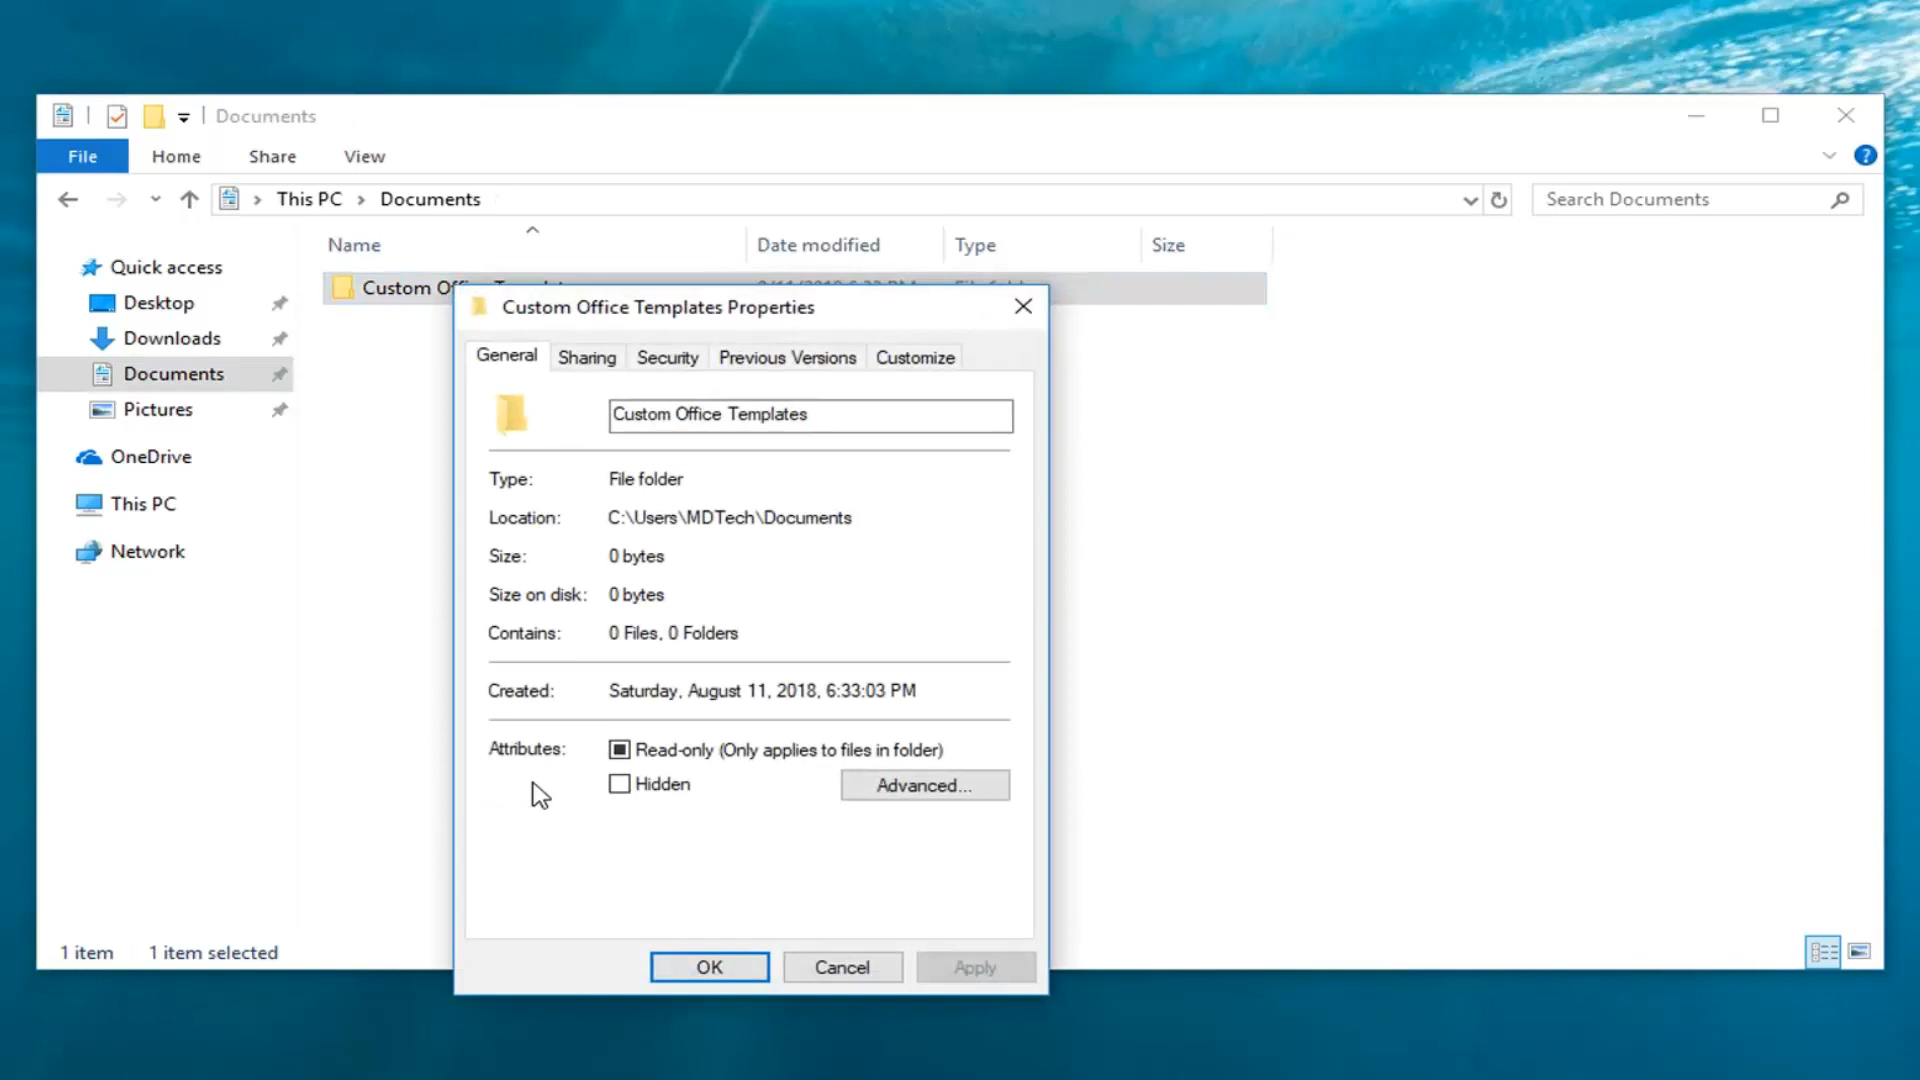 Documents
File Home Share View
This PC Documents
Search Documents
Name Date modified Type Size
Quick access
Desktop
Downloads
Documents
Pictures
OneDrive
This PC
Network
Custom
Custom Office Templates Properties
General Sharing Security Previous Versions Customize
Custom Office Templates
Type: File folder
Location: C:\Users\MDTech\Documents
Size: 0 bytes
Size on disk: 0 bytes
Contains: 0 Files, 0 Folders
Created: Saturday, August 11, 2018, 6:33:03 PM
Attributes: Read-only (Only applies to files in folder)
Hidden Advanced...
OK Cancel Apply
1 item 1 item selected